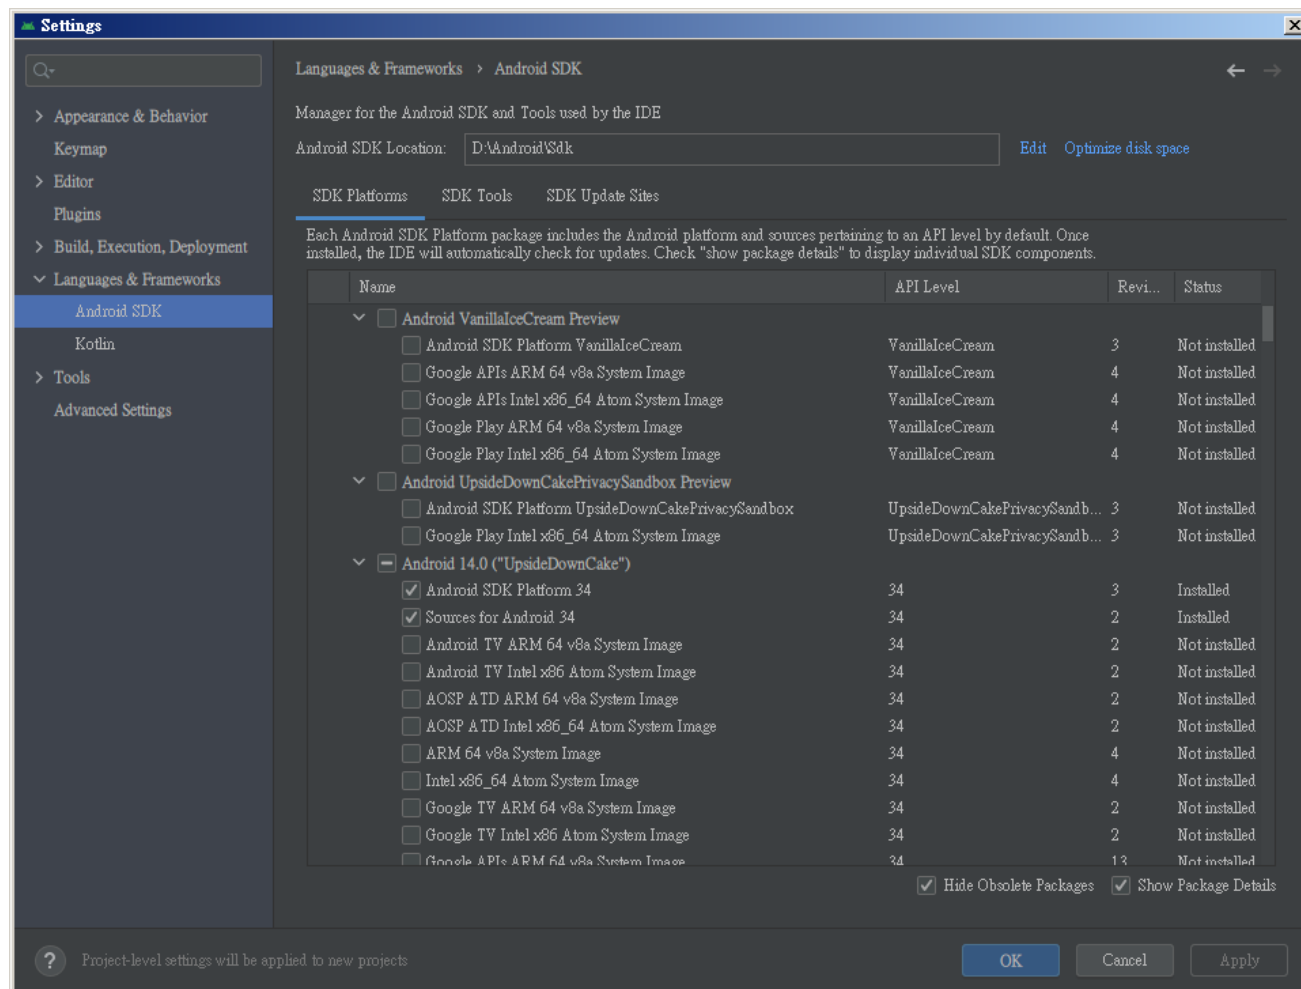 Settings
Languages & Frameworks > Android SDK
Appearance & Behavior
Keymap
Editor
Plugins
Build, Execution, Deployment
Languages & Frameworks
Android SDK
Kotlin
Tools
Advanced Settings
Manager for the Android SDK and Tools used by the IDE
Android SDK Location: D:\Android\Sdk Edit Optimize disk space
SDK Platforms SDK Tools SDK Update Sites
Each Android SDK Platform package includes the Android platform and sources pertaining to an API level by default. Once
installed, the IDE will automatically check for updates. Check "show package details" to display individual SDK components.
Name API Level Revi... Status
Android VanillaIceCream Preview
Android SDK Platform VanillaIceCream VanillaIceCream 3 Not installed
Google APIs ARM 64 v8a System Image VanillaIceCream 4 Not installed
Google APIs Intel x86_64 Atom System Image VanillaIceCream 4 Not installed
Google Play ARM 64 v8a System Image VanillaIceCream 4 Not installed
Google Play Intel x86_64 Atom System Image VanillaIceCream 4 Not installed
Android UpsideDownCakePrivacySandbox Preview
Android SDK Platform UpsideDownCakePrivacySandbox UpsideDownCakePrivacySandb... 3 Not installed
Google Play Intel x86_64 Atom System Image UpsideDownCakePrivacySandb... 3 Not installed
Android 14.0 ("UpsideDownCake")
Android SDK Platform 34 34 3 Installed
Sources for Android 34 34 2 Installed
Android TV ARM 64 v8a System Image 34 2 Not installed
Android TV Intel x86 Atom System Image 34 2 Not installed
AOSP ATD ARM 64 v8a System Image 34 2 Not installed
AOSP ATD Intel x86_64 Atom System Image 34 2 Not installed
ARM 64 v8a System Image 34 4 Not installed
Intel x86_64 Atom System Image 34 4 Not installed
Google TV ARM 64 v8a System Image 34 2 Not installed
Google TV Intel x86 Atom System Image 34 2 Not installed
Google APIs ARM 64 v8a System Image 34 13 Not installed
Hide Obsolete Packages Show Package Details
? Project-level settings will be applied to new projects
OK Cancel Apply